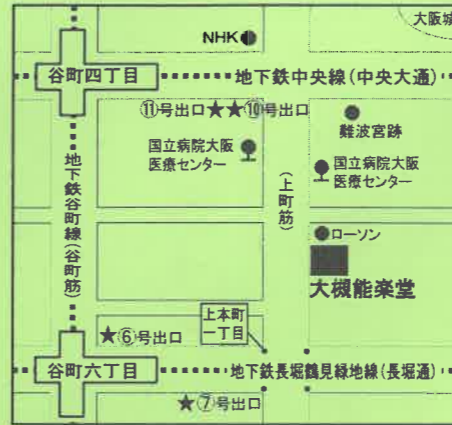 大阪城
NHK
谷町四丁目
地下鉄中央線(中央大通)
⑪号出口★★⑩号出口
難波宮跡
国立病院大阪
医療センター
国立病院大阪
医療センター
地下鉄谷町線(谷町筋)
(上町筋)
ローソン
大槻能楽堂
上本町
一丁目
★⑥号出口
谷町六丁目
地下鉄長堀鶴見緑地線(長堀通)
★⑦号出口